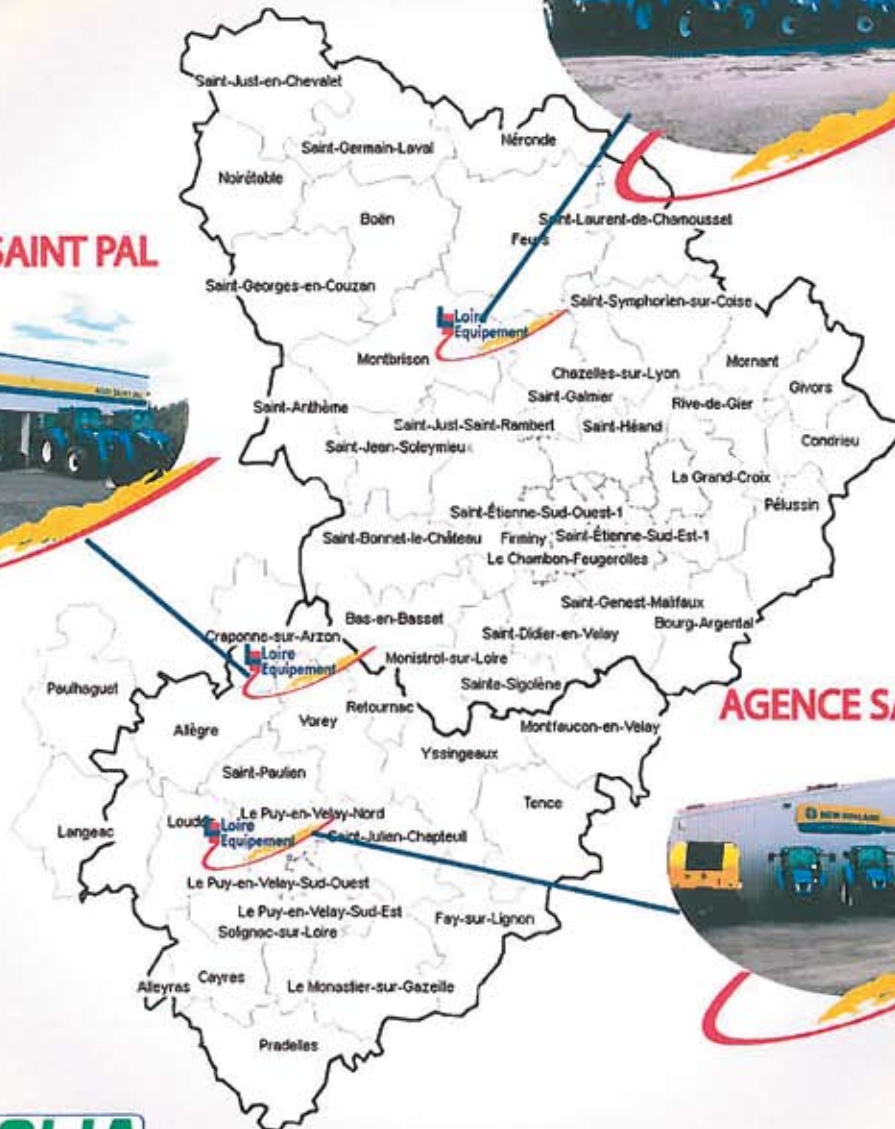 Saint-Just-en-Chevalet
Néronde
Saint-Germain-Laval
Noirétable
Boën
Saint-Laurent-de-Chamousset
Feurs
SAINT PAL
Saint-Georges-en-Couzan
Saint-Symphorien-sur-Coise
Loire
Equipement
Montbrison
Mornant
Chazelles-sur-Lyon
Givors
Saint-Galmier
Saint-Anthème
Rive-de-Gier
Saint-Just-Saint-Rambert
Saint-Héand
Condrieu
Saint-Jean-Soleymieu
La Grand-Croix
Pélussin
Saint-Étienne-Sud-Ouest-1
Saint-Bonnet-le-Château
Firminy
Saint-Étienne-Sud-Est-1
Le Chambon-Feugerolles
Saint-Genest-Malifaux
Bas-en-Basset
Bourg-Argental
Saint-Didier-en-Velay
Craponne-sur-Arzon
Loire
Equipement
Monistrol-sur-Loire
Sainte-Sigolène
Paulhaguet
Retournac
Vorey
Allègre
Montfaucon-en-Velay
AGENCE SA
Yssingeaux
Saint-Paulien
Tence
Le Puy-en-Velay-Nord
Langeac
Loire
Equipement
Saint-Julien-Chapteuil
NEW HOLLAND
Le Puy-en-Velay-Sud-Ouest
Le Puy-en-Velay-Sud-Est
Fay-sur-Lignon
Solignac-sur-Loire
Cayres
Alleyras
Le Monastier-sur-Gazeille
Pradelles